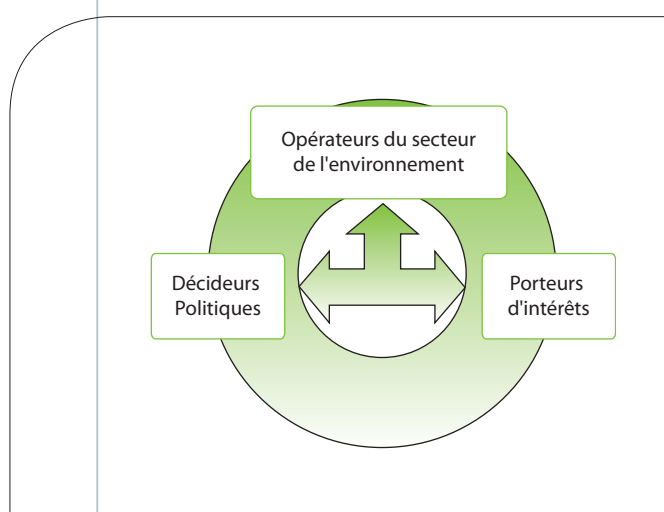 Opérateurs du secteur
de l'environnement
Décideurs
Politiques
Porteurs
d'intérêts